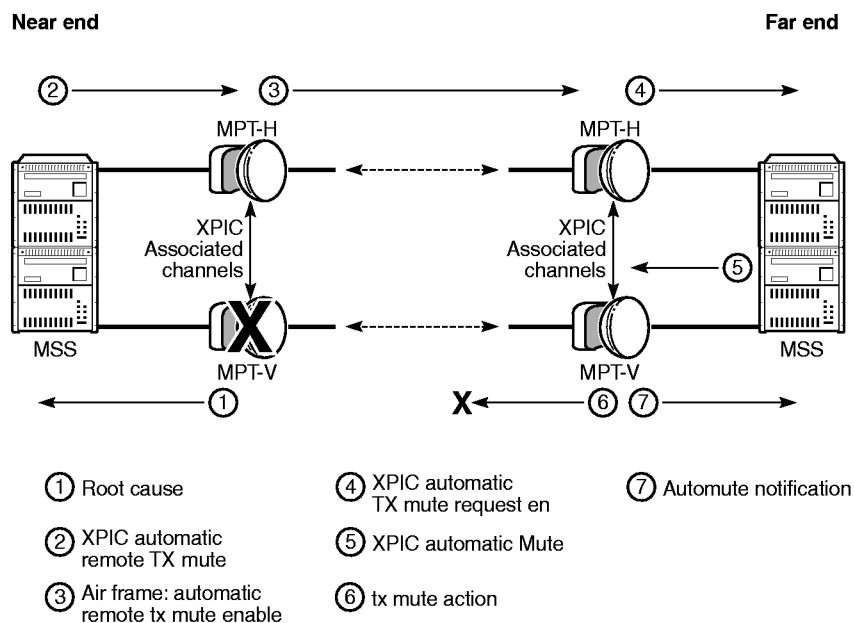 Near end
Far end
2
3
4
MPT-H
MPT-H
XPIC
Associated
channels
XPIC
Associated
channels
5
MSS
MPT-V
MPT-V
MSS
1
X
6
7
1 Root cause
2 XPIC automatic
remote TX mute
3 Air frame: automatic
remote tx mute enable
4 XPIC automatic
TX mute request en
5 XPIC automatic Mute
6 tx mute action
7 Automute notification